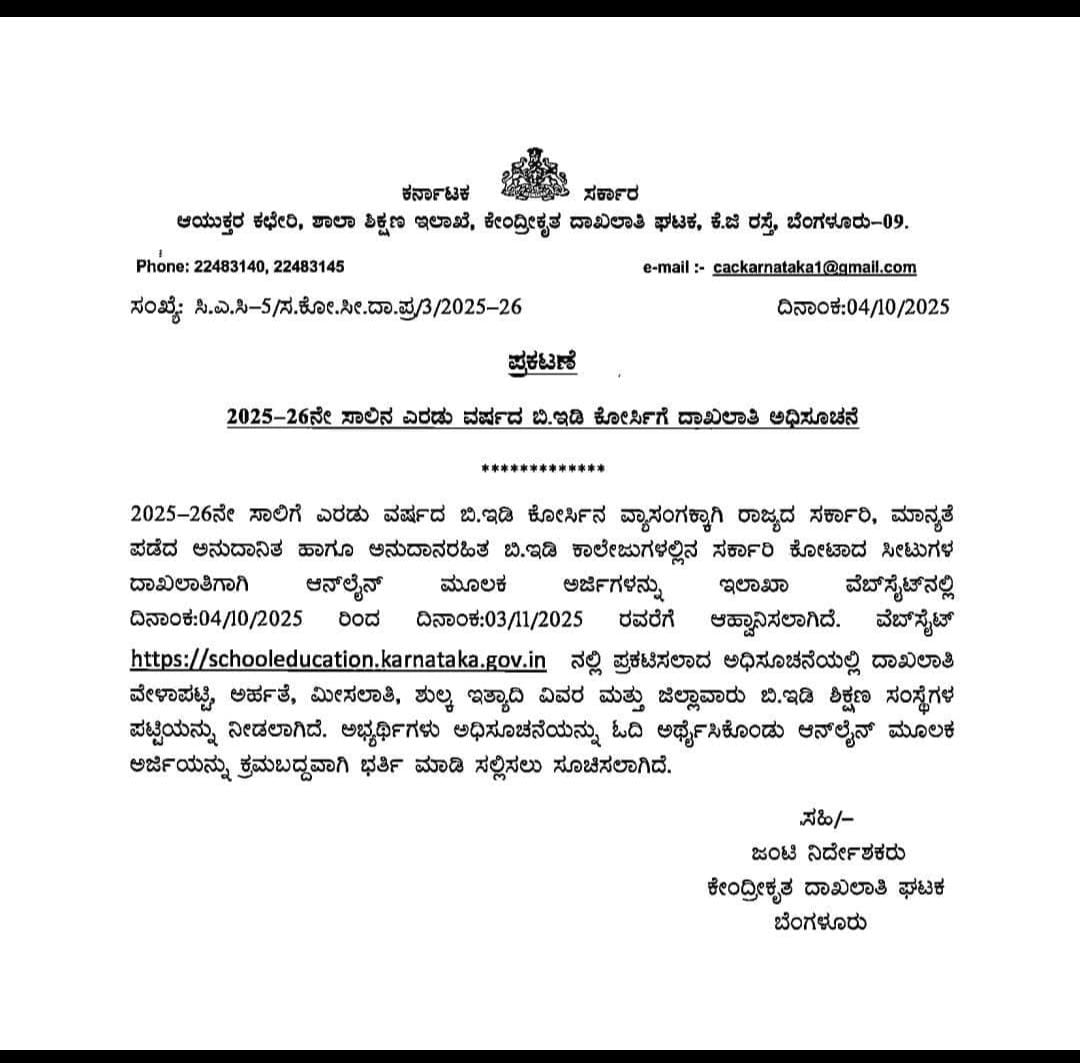 ಕರ್ನಾಟಕ ಸರ್ಕಾರ
ಆಯುಕ್ತರ ಕಛೇರಿ, ಶಾಲಾ ಶಿಕ್ಷಣ ಇಲಾಖೆ, ಕೇಂದ್ರೀಕೃತ ದಾಖಲಾತಿ ಘಟಕ, ಕೆ.ಜಿ ರಸ್ತೆ, ಬೆಂಗಳೂರು-09.
Phone: 22483140, 22483145 e-mail :- cackarnataka1@gmail.com
ಸಂಖ್ಯೆ: ಸಿ.ಎ.ಸಿ-5/ಸ.ಕೋ.ಸೀ.ದಾ.ಪ್ರ/3/2025-26 ದಿನಾಂಕ:04/10/2025
ಪ್ರಕಟಣೆ
2025-26ನೇ ಸಾಲಿನ ಎರಡು ವರ್ಷದ ಬಿ.ಇಡಿ ಕೋರ್ಸಿಗೆ ದಾಖಲಾತಿ ಅಧಿಸೂಚನೆ
*************
2025-26ನೇ ಸಾಲಿಗೆ ಎರಡು ವರ್ಷದ ಬಿ.ಇಡಿ ಕೋರ್ಸಿನ ವ್ಯಾಸಂಗಕ್ಕಾಗಿ ರಾಜ್ಯದ ಸರ್ಕಾರಿ, ಮಾನ್ಯತೆ
ಪಡೆದ ಅನುದಾನಿತ ಹಾಗೂ ಅನುದಾನರಹಿತ ಬಿ.ಇಡಿ ಕಾಲೇಜುಗಳಲ್ಲಿನ ಸರ್ಕಾರಿ ಕೋಟಾದ ಸೀಟುಗಳ
ದಾಖಲಾತಿಗಾಗಿ ಆನ್‌ಲೈನ್ ಮೂಲಕ ಅರ್ಜಿಗಳನ್ನು ಇಲಾಖಾ ವೆಬ್‌ಸೈಟ್‌ನಲ್ಲಿ
ದಿನಾಂಕ:04/10/2025 ರಿಂದ ದಿನಾಂಕ:03/11/2025 ರವರೆಗೆ ಆಹ್ವಾನಿಸಲಾಗಿದೆ. ವೆಬ್‌ಸೈಟ್
https://schooleducation.karnataka.gov.in ನಲ್ಲಿ ಪ್ರಕಟಿಸಲಾದ ಅಧಿಸೂಚನೆಯಲ್ಲಿ ದಾಖಲಾತಿ
ವೇಳಾಪಟ್ಟಿ, ಅರ್ಹತೆ, ಮೀಸಲಾತಿ, ಶುಲ್ಕ ಇತ್ಯಾದಿ ವಿವರ ಮತ್ತು ಜಿಲ್ಲಾವಾರು ಬಿ.ಇಡಿ ಶಿಕ್ಷಣ ಸಂಸ್ಥೆಗಳ
ಪಟ್ಟಿಯನ್ನು ನೀಡಲಾಗಿದೆ. ಅಭ್ಯರ್ಥಿಗಳು ಅಧಿಸೂಚನೆಯನ್ನು ಓದಿ ಅರ್ಥೈಸಿಕೊಂಡು ಆನ್‌ಲೈನ್ ಮೂಲಕ
ಅರ್ಜಿಯನ್ನು ಕ್ರಮಬದ್ದವಾಗಿ ಭರ್ತಿ ಮಾಡಿ ಸಲ್ಲಿಸಲು ಸೂಚಿಸಲಾಗಿದೆ.
ಸಹಿ/-
ಜಂಟಿ ನಿರ್ದೇಶಕರು
ಕೇಂದ್ರೀಕೃತ ದಾಖಲಾತಿ ಘಟಕ
ಬೆಂಗಳೂರು